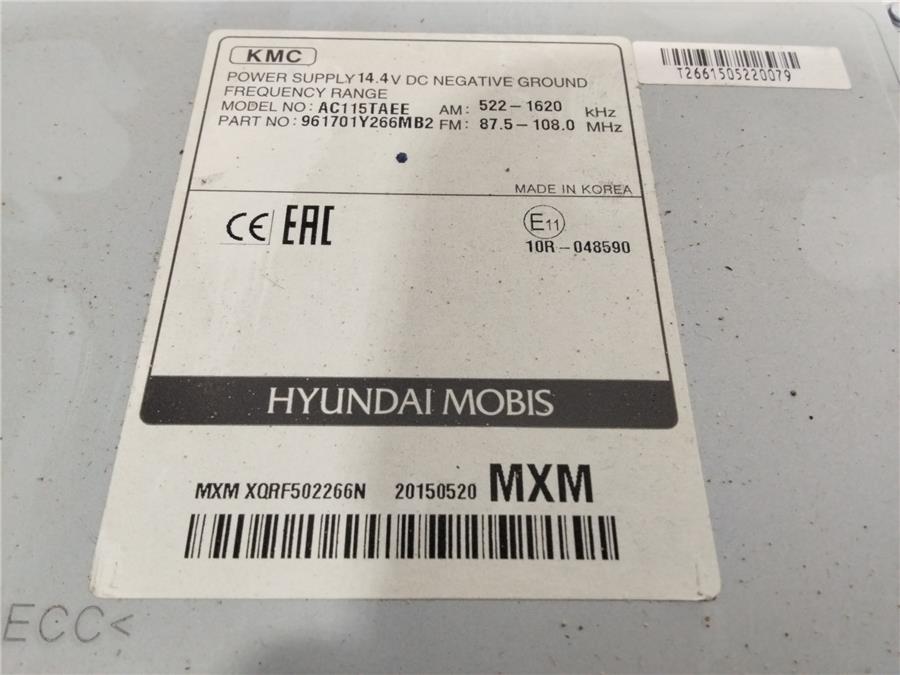 KMC
POWER SUPPLY 14.4V DC NEGATIVE GROUND
FREQUENCY RANGE
MODEL NO: AC115TAEE AM: 522-1620 kHz
PART NO: 961701Y266MB2 FM: 87.5-108.0 MHz
MADE IN KOREA
T2661505220079
CE EAC
E11
10R-048590
HYUNDAI MOBIS
MXM XQRF502266N 20150520 MXM
ECC<